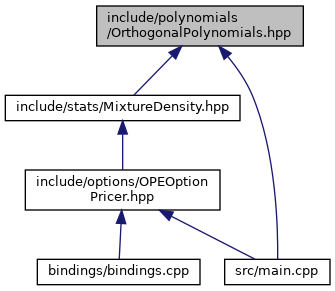 include/polynomials
/OrthogonalPolynomials.hpp
include/stats/MixtureDensity.hpp
include/options/OPEOption
Pricer.hpp
bindings/bindings.cpp
src/main.cpp